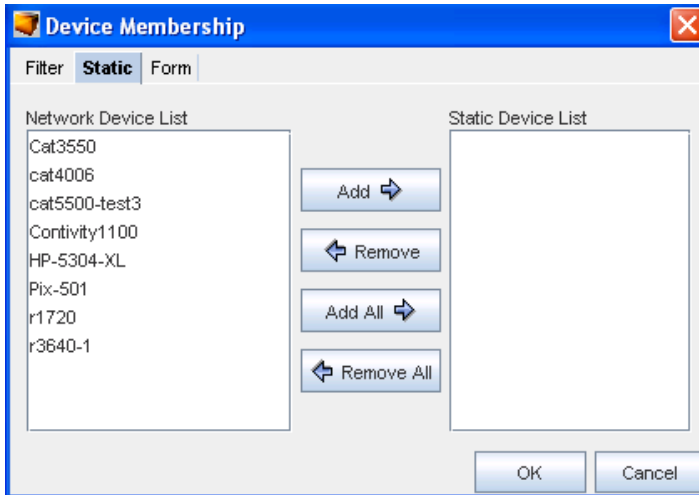 Device Membership
Filter Static Form
Network Device List
Static Device List
Cat3550
cat4006
cat5500-test3
Contivity1100
HP-5304-XL
Pix-501
r1720
r3640-1
Add
Remove
Add All
Remove All
OK
Cancel